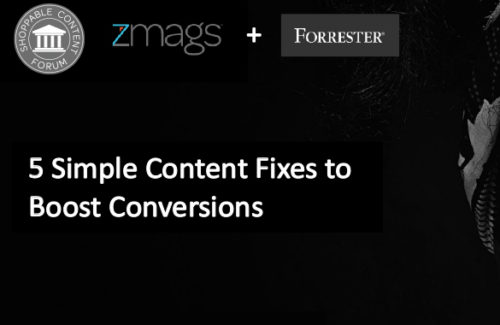 SHOPPABLE CONTENT
FORUM
zmags + FORRESTER®
5 Simple Content Fixes to
Boost Conversions